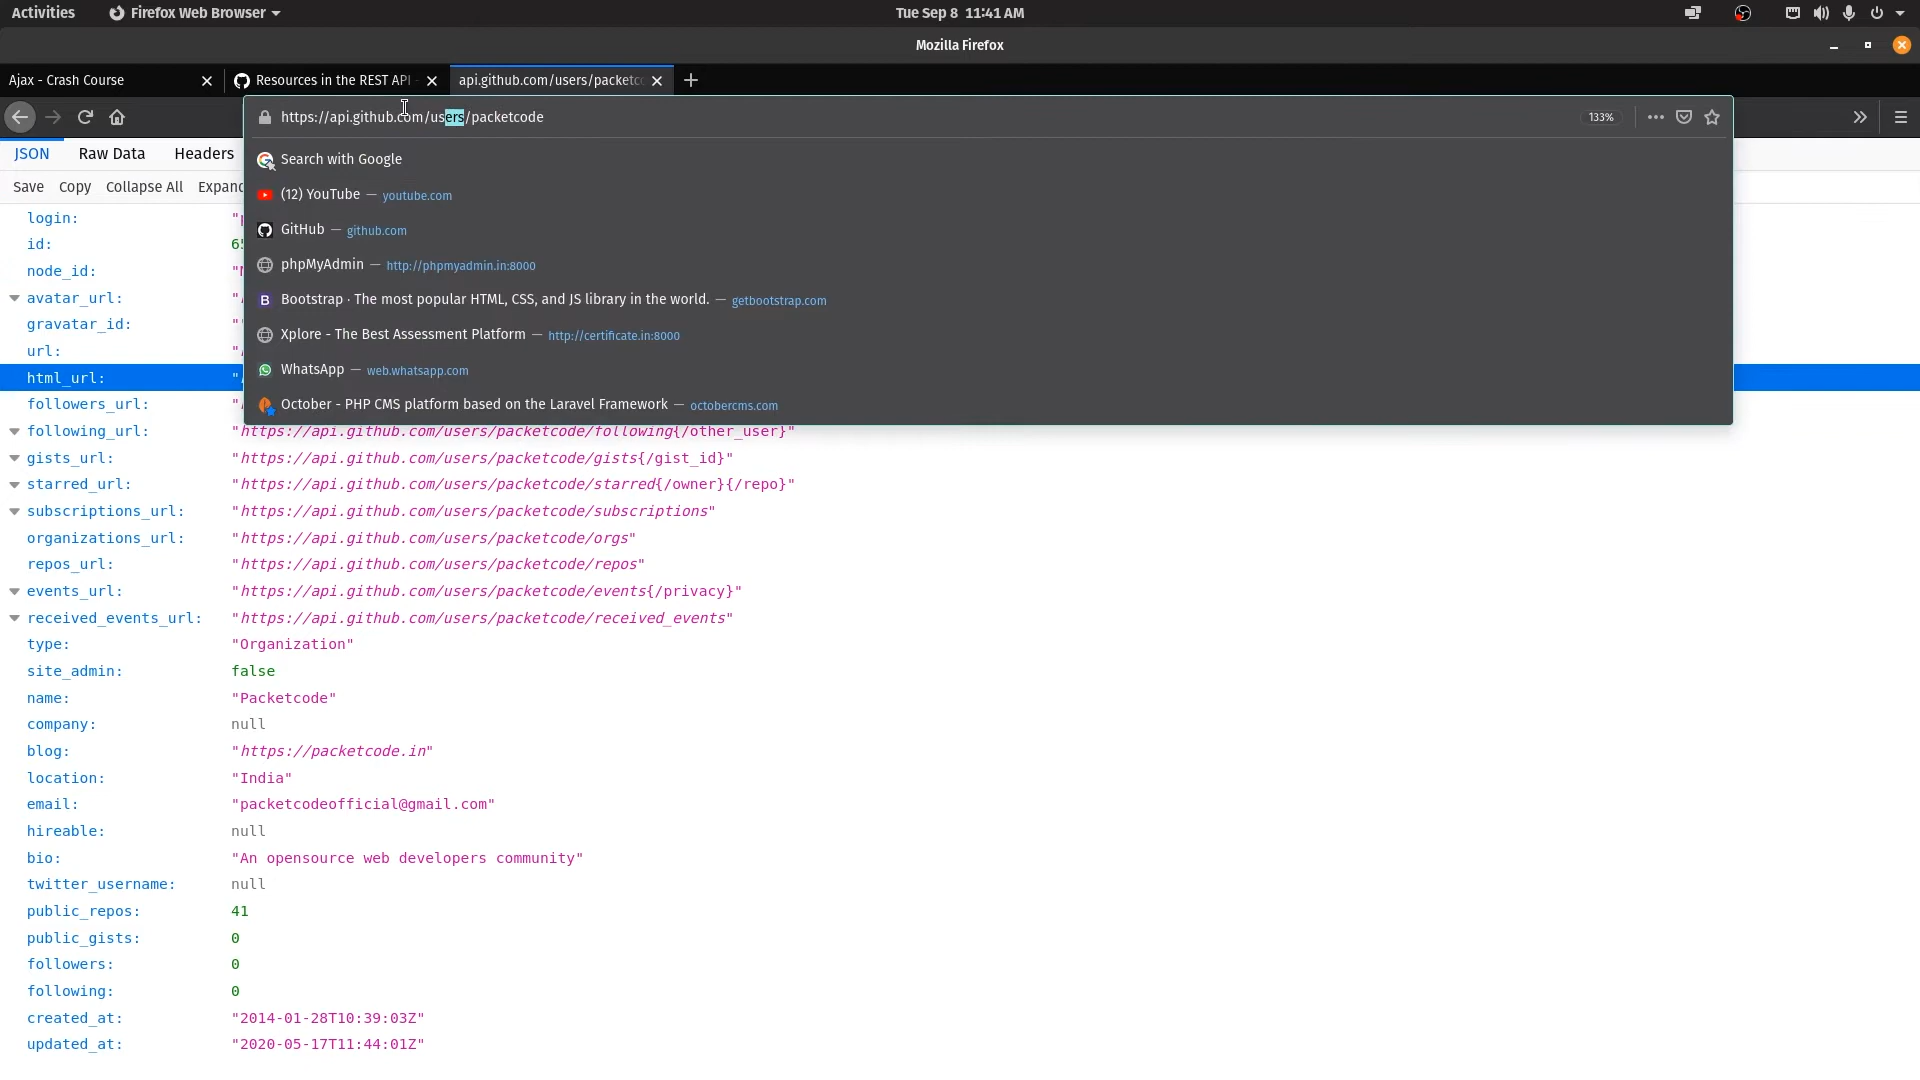 Activities Firefox Web Browser Tue Sep 8 11:41 AM
Mozilla Firefox
Ajax - Crash Course Resources in the REST API - api.github.com/users/packetco
https://api.github.com/users/packetcode 133%
JSON Raw Data Headers Search with Google
Save Copy Collapse All Expand (12) YouTube — youtube.com
login: "p
GitHub — github.com
id: 65
phpMyAdmin — http://phpmyadmin.in:8000
node_id: "M
avatar_url: " Bootstrap · The most popular HTML, CSS, and JS library in the world. — getbootstrap.com
gravatar_id: "" Xplore - The Best Assessment Platform — http://certificate.in:8000
url: "
html_url: " WhatsApp — web.whatsapp.com
followers_url: " October - PHP CMS platform based on the Laravel Framework — octobercms.com
following_url: "https://api.github.com/users/packetcode/following{/other_user}"
gists_url: "https://api.github.com/users/packetcode/gists{/gist_id}"
starred_url: "https://api.github.com/users/packetcode/starred{/owner}{/repo}"
subscriptions_url: "https://api.github.com/users/packetcode/subscriptions"
organizations_url: "https://api.github.com/users/packetcode/orgs"
repos_url: "https://api.github.com/users/packetcode/repos"
events_url: "https://api.github.com/users/packetcode/events{/privacy}"
received_events_url: "https://api.github.com/users/packetcode/received_events"
type: "Organization"
site_admin: false
name: "Packetcode"
company: null
blog: "https://packetcode.in"
location: "India"
email: "packetcodeofficial@gmail.com"
hireable: null
bio: "An opensource web developers community"
twitter_username: null
public_repos: 41
public_gists: 0
followers: 0
following: 0
created_at: "2014-01-28T10:39:03Z"
updated_at: "2020-05-17T11:44:01Z"